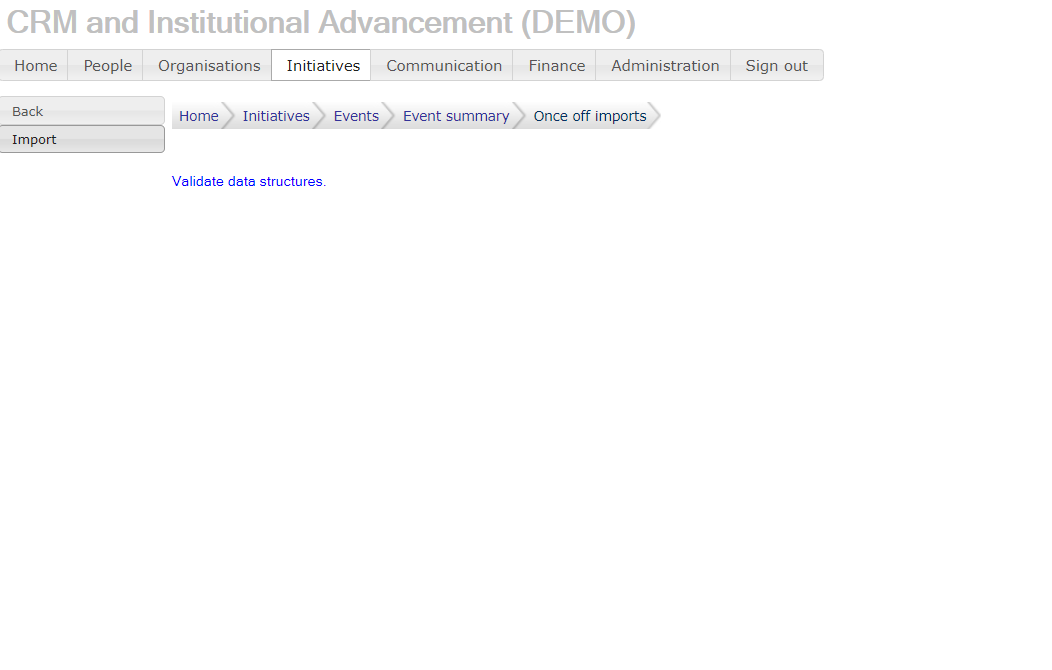 CRM and Institutional Advancement (DEMO)
Home People Organisations Initiatives Communication Finance Administration Sign out
Back
Import
Home Initiatives Events Event summary Once off imports
Validate data structures.